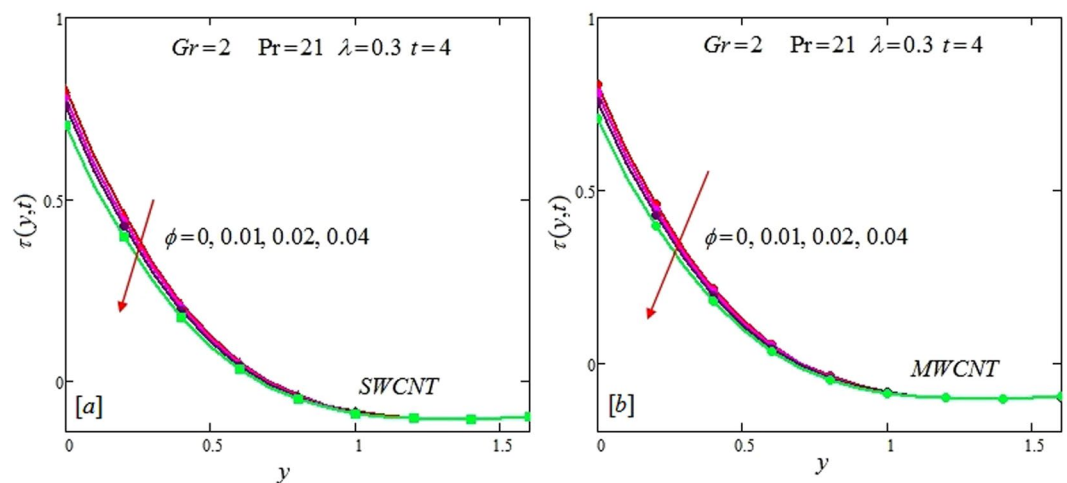 1
Gr=2 Pr=21 λ=0.3 t=4
0.5
τ(y,t)
ϕ=0, 0.01, 0.02, 0.04
0
SWCNT
[a]
0 0.5 1 1.5
y
1
Gr=2 Pr=21 λ=0.3 t=4
0.5
τ(y,t)
ϕ=0, 0.01, 0.02, 0.04
0
MWCNT
[b]
0 0.5 1 1.5
y